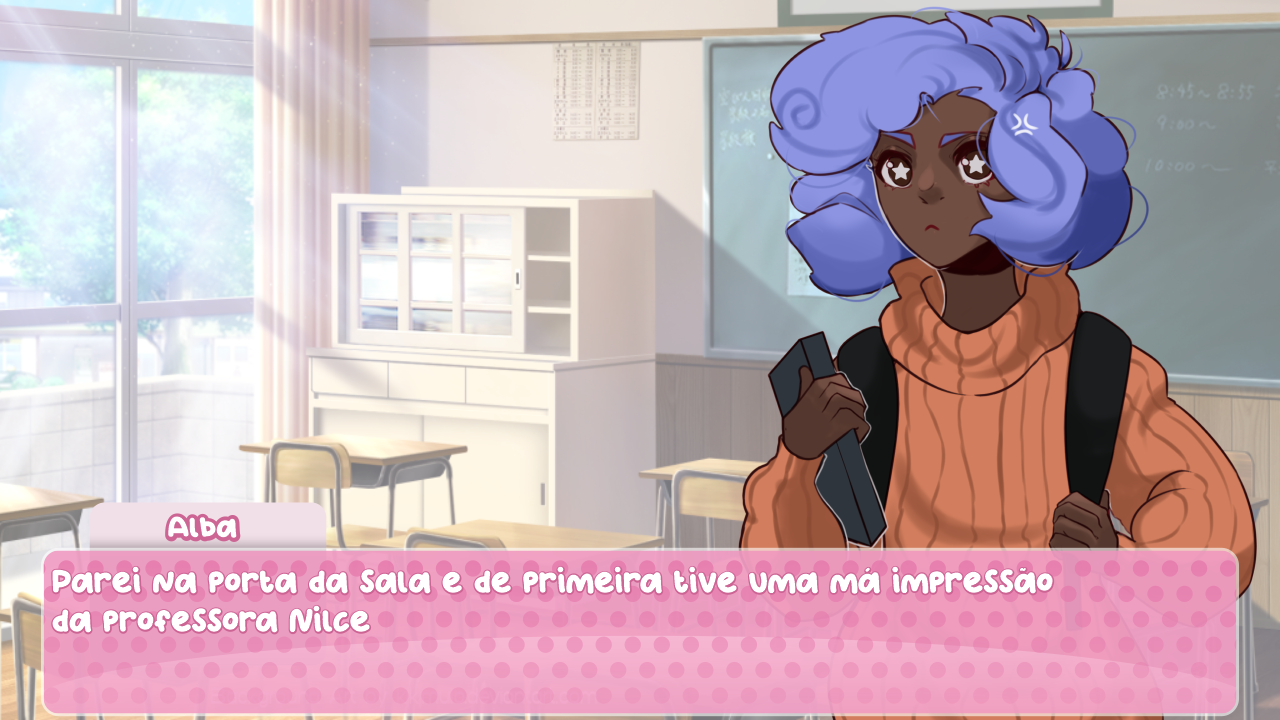 8:45~ 8:55
9:00~
10:00~
Alba
Parei na porta da sala e de primeira tive uma má impressão
da professora Nilce